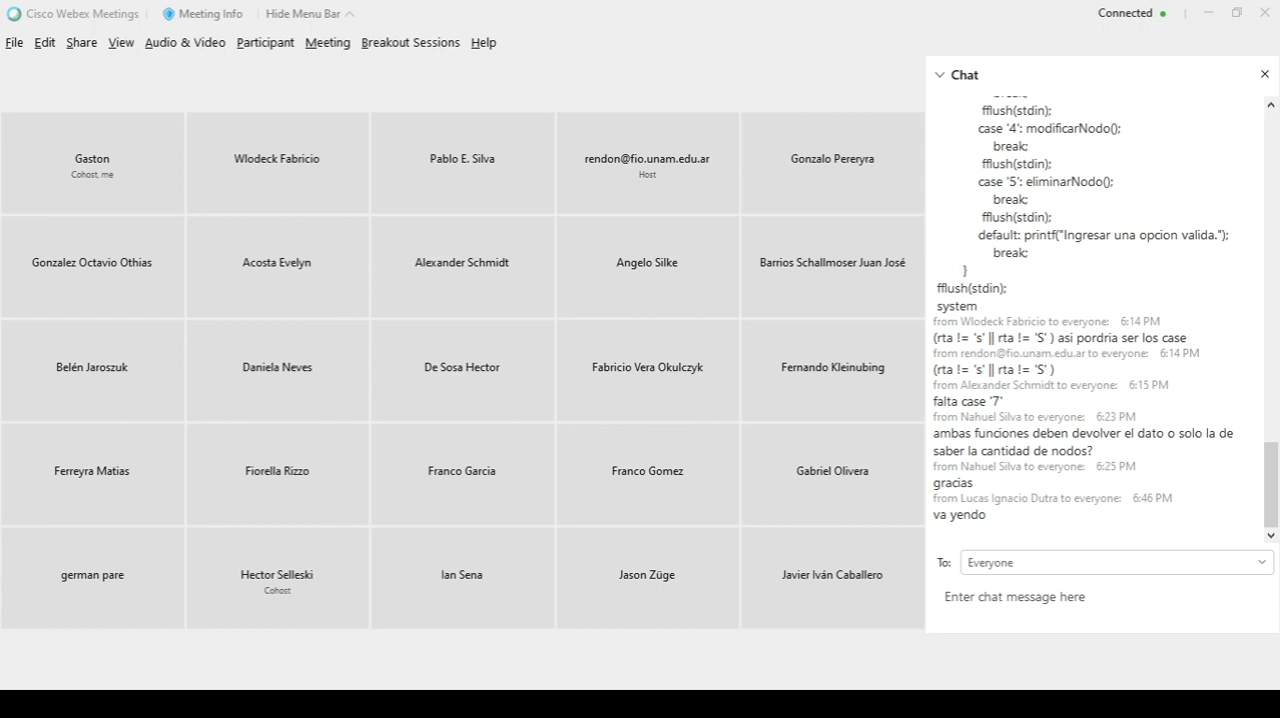 Cisco Webex Meetings
Meeting Info
Hide Menu Bar
Connected
File Edit Share View Audio & Video Participant Meeting Breakout Sessions Help
Chat
Gaston
Cohost, me
Wlodeck Fabricio
Pablo E. Silva
rendon@fio.unam.edu.ar
Host
Gonzalo Pereryra
Gonzalez Octavio Othias
Acosta Evelyn
Alexander Schmidt
Angelo Silke
Barrios Schallmoser Juan José
Belén Jaroszuk
Daniela Neves
De Sosa Hector
Fabricio Vera Okulczyk
Fernando Kleinubing
Ferreyra Matias
Fiorella Rizzo
Franco Garcia
Franco Gomez
Gabriel Olivera
german pare
Hector Selleski
Cohost
Ian Sena
Jason Züge
Javier Iván Caballero
fflush(stdin);
case '4': modificarNodo();
break;
fflush(stdin);
case '5': eliminarNodo();
break;
fflush(stdin);
default: printf("Ingresar una opcion valida.");
break;
}
fflush(stdin);
system
from Wlodeck Fabricio to everyone: 6:14 PM
(rta != 's' || rta != 'S' ) asi pordria ser los case
from rendon@fio.unam.edu.ar to everyone: 6:14 PM
(rta != 's' || rta != 'S' )
from Alexander Schmidt to everyone: 6:15 PM
falta case '7'
from Nahuel Silva to everyone: 6:23 PM
ambas funciones deben devolver el dato o solo la de
saber la cantidad de nodos?
from Nahuel Silva to everyone: 6:25 PM
gracias
from Lucas Ignacio Dutra to everyone: 6:46 PM
va yendo
To: Everyone
Enter chat message here